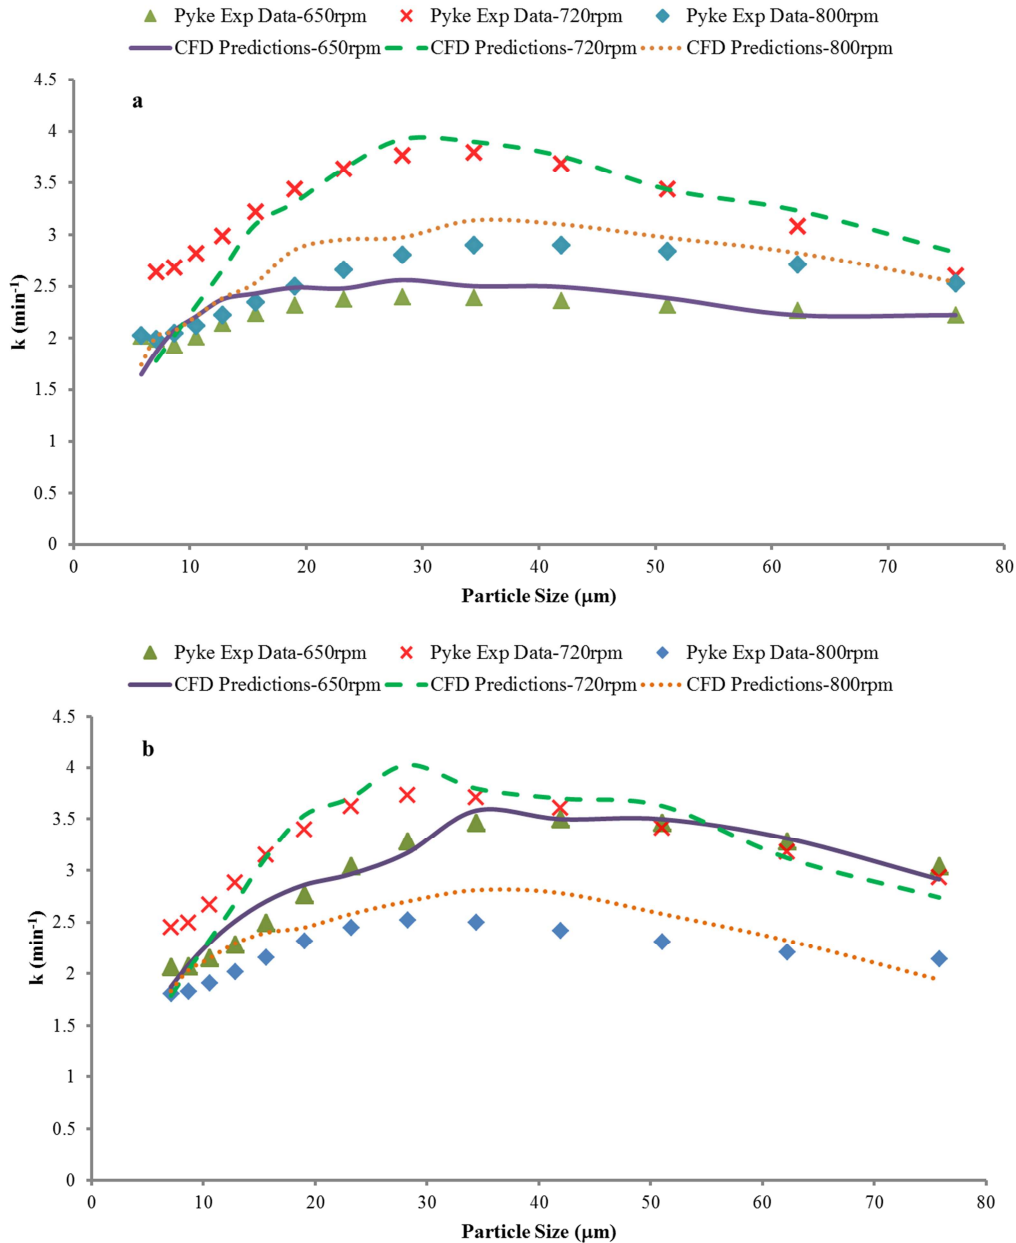 Pyke Exp Data-650rpm Pyke Exp Data-720rpm Pyke Exp Data-800rpm
CFD Predictions-650rpm CFD Predictions-720rpm CFD Predictions-800rpm
a
4.5
4
3.5
3
2.5
2
1.5
1
0.5
0
k (min⁻¹)
0 10 20 30 40 50 60 70 80
Particle Size (µm)
Pyke Exp Data-650rpm Pyke Exp Data-720rpm Pyke Exp Data-800rpm
CFD Predictions-650rpm CFD Predictions-720rpm CFD Predictions-800rpm
b
4.5
4
3.5
3
2.5
2
1.5
1
0.5
0
k (min⁻¹)
0 10 20 30 40 50 60 70 80
Particle Size (µm)